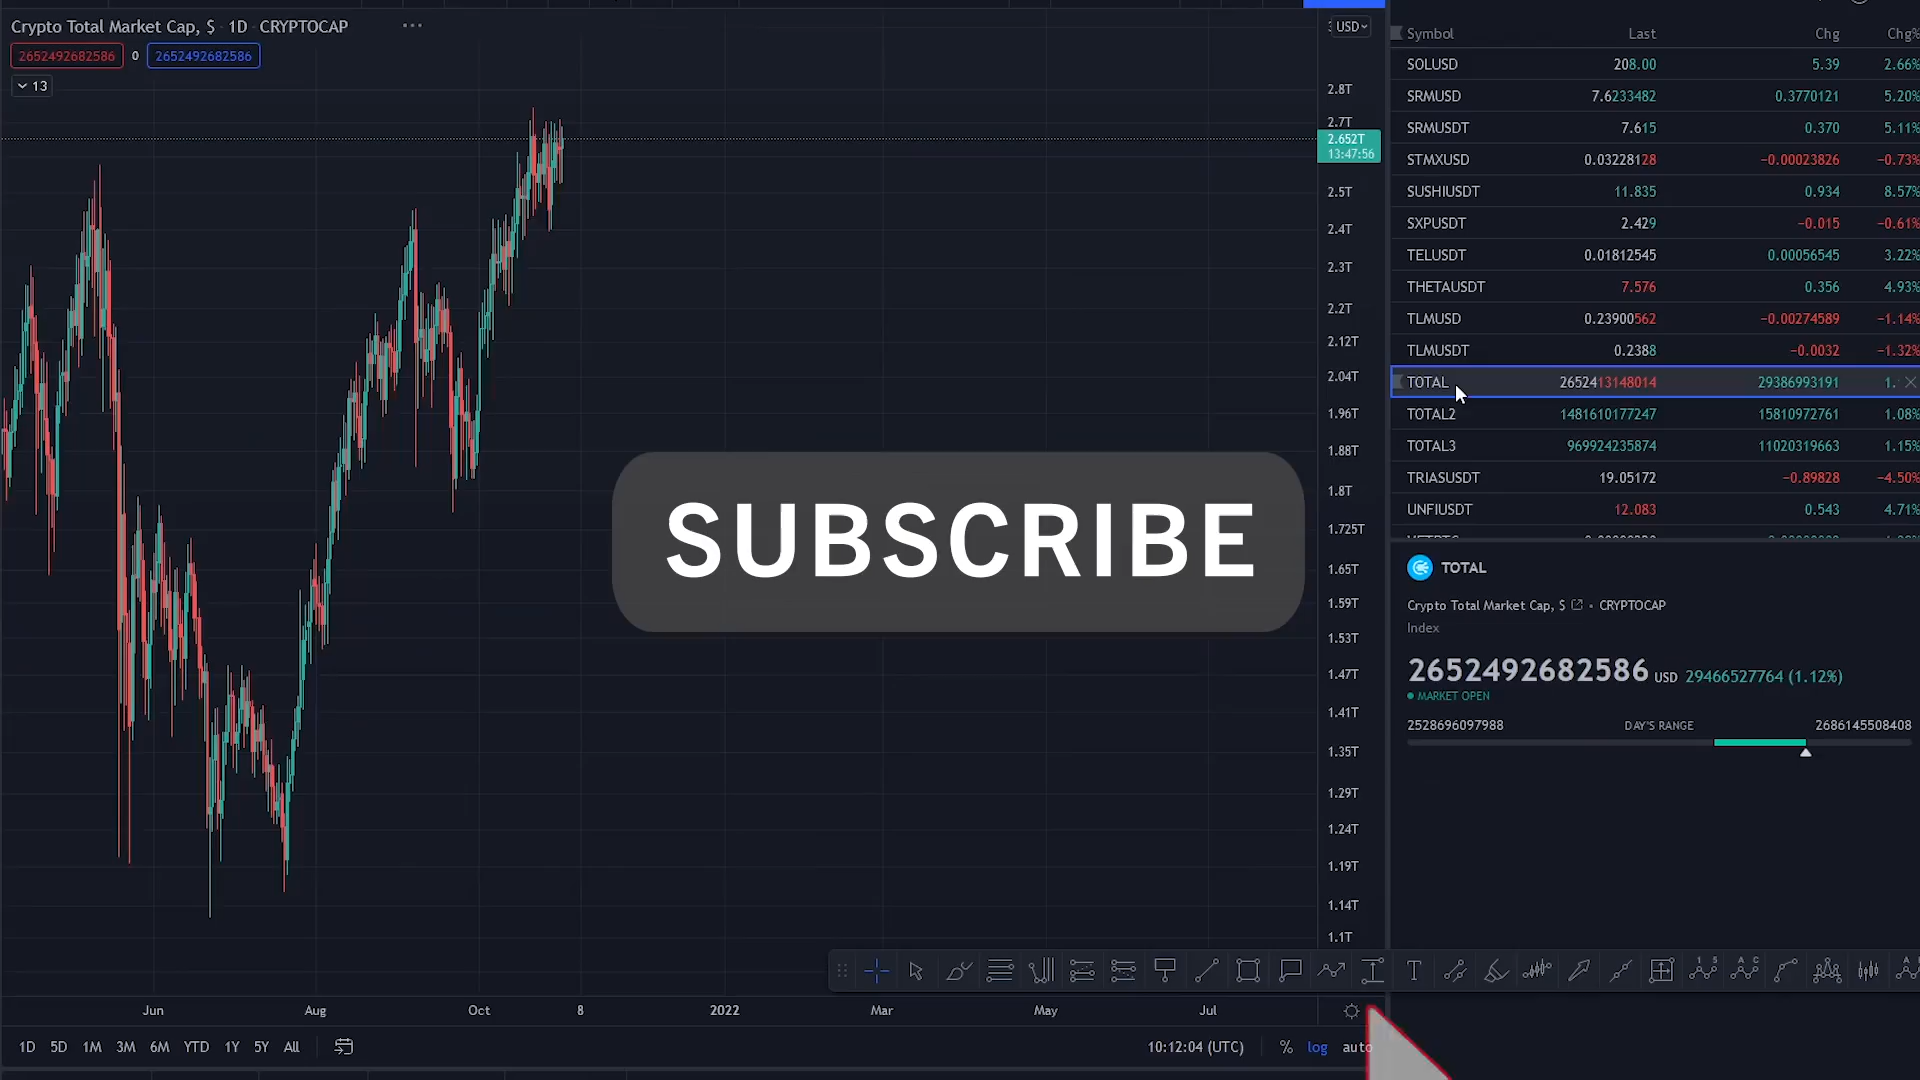 Crypto Total Market Cap, $ 1D CRYPTOCAP ...
2652492682586 0 2652492682586
13
USD
2.8T
2.7T
2.652T
13:47:56
2.5T
2.4T
2.3T
2.2T
2.12T
2.04T
1.96T
1.88T
1.8T
1.725T
1.65T
1.59T
1.53T
1.47T
1.41T
1.35T
1.29T
1.24T
1.19T
1.14T
1.1T
SUBSCRIBE
Jun Aug Oct 8 2022 Mar May Jul
1D 5D 1M 3M 6M YTD 1Y 5Y All
10:12:04 (UTC) % log auto
Symbol Last Chg Chg%
SOLUSD 208.00 5.39 2.66%
SRMUSD 7.6233482 0.3770121 5.20%
SRMUSDT 7.615 0.370 5.11%
STMXUSD 0.03228128 −0.00023826 −0.73%
SUSHIUSDT 11.835 0.934 8.57%
SXPUSDT 2.429 −0.015 −0.61%
TELUSDT 0.01812545 0.00056545 3.22%
THETAUSDT 7.576 0.356 4.93%
TLMUSD 0.23900562 −0.00274589 −1.14%
TLMUSDT 0.2388 −0.0032 −1.32%
TOTAL 2652413148014 29386993191 1.
TOTAL2 1481610177247 15810972761 1.08%
TOTAL3 969924235874 11020319663 1.15%
TRIASUSDT 19.05172 −0.89828 −4.50%
UNFIUSDT 12.083 0.543 4.71%
TOTAL
Crypto Total Market Cap, $ • CRYPTOCAP
Index
2652492682586 USD 29466527764 (1.12%)
MARKET OPEN
2528696097988 DAY'S RANGE 2686145508408